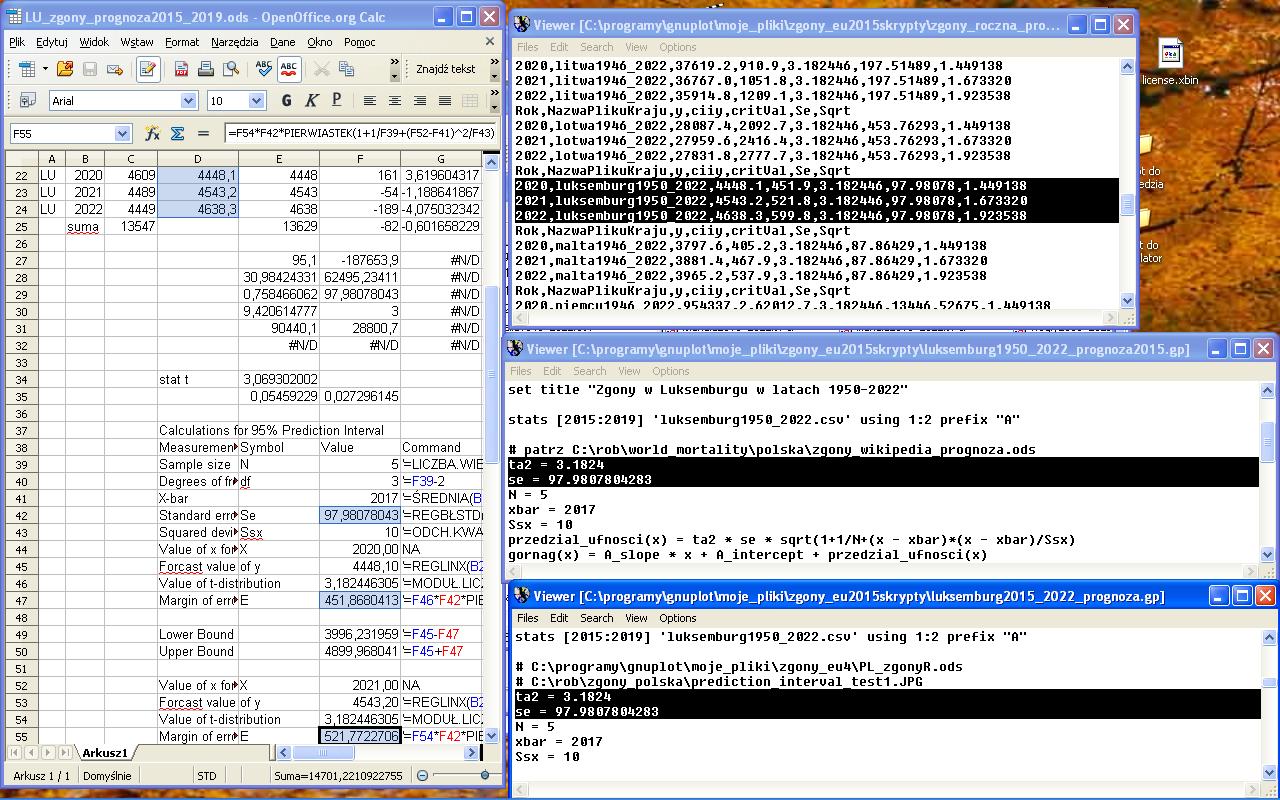 LU_zgony_prognoza2015_2019.ods - OpenOffice.org Calc
Plik Edytuj Widok Wstaw Format Narzędzia Dane Okno Pomoc
Znajdź tekst
Arial 10 G K P
F55 =F54*F42*PIERWIASTEK(1+1/F39+(F52-F41)^2/F43)
A B C D E F G
22 LU 2020 4609 4448,1 4448 161 3,619604317
23 LU 2021 4489 4543,2 4543 -54 -1,188641867
24 LU 2022 4449 4638,3 4638 -189 -4,075032342
25 suma 13547 13629 -82 -0,601658229
26
27 95,1 -187653,9 #N/D
28 30,98424331 62495,23411 #N/D
29 0,758466062 97,98078043 #N/D
30 9,420614777 3 #N/D
31 90440,1 28800,7 #N/D
32 #N/D #N/D #N/D
33
34 stat t 3,069302002
35 0,05459229 0,027296145
36
37 Calculations for 95% Prediction Interval
38 Measuremen Symbol Value Command
39 Sample size N 5 '=LICZBA.WIE
40 Degrees of fr df 3 '=F39-2
41 X-bar 2017 '=ŚREDNIA(B
42 Standard erro Se 97,98078043 '=REGBŁSTD
43 Squared devi Ssx 10 '=ODCH.KWA
44 Value of x for X 2020,00 NA
45 Forcast value of y 4448,10 '=REGLINX(B2
46 Value of t-distribution 3,182446305 '=MODUŁ.LICZ
47 Margin of erro E 451,8680413 '=F46*F42*PIE
48
49 Lower Bound 3996,231959 '=F45-F47
50 Upper Bound 4899,968041 '=F45+F47
51
52 Value of x for X 2021,00 NA
53 Forcast value of y 4543,20 '=REGLINX(B2
54 Value of t-distribution 3,182446305 '=MODUŁ.LICZ
55 Margin of erro E 521,7722706 '=F54*F42*PIE
Arkusz1
Arkusz 1 / 1 Domyślnie STD Suma=14701,2210922755
Viewer [C:\programy\gnuplot\moje_pliki\zgony_eu2015skrypty\zgony_roczna_pro...
Files Edit Search View Options
2020,litwa1946_2022,37619.2,910.9,3.182446,197.51489,1.449138
2021,litwa1946_2022,36767.0,1051.8,3.182446,197.51489,1.673320
2022,litwa1946_2022,35914.8,1209.1,3.182446,197.51489,1.923538
Rok,NazwaPlikuKraju,y,ciiy,critVal,Se,Sqrt
2020,lotwa1946_2022,28087.4,2092.7,3.182446,453.76293,1.449138
2021,lotwa1946_2022,27959.6,2416.4,3.182446,453.76293,1.673320
2022,lotwa1946_2022,27831.8,2777.7,3.182446,453.76293,1.923538
Rok,NazwaPlikuKraju,y,ciiy,critVal,Se,Sqrt
2020,luksemburg1950_2022,4448.1,451.9,3.182446,97.98078,1.449138
2021,luksemburg1950_2022,4543.2,521.8,3.182446,97.98078,1.673320
2022,luksemburg1950_2022,4638.3,599.8,3.182446,97.98078,1.923538
Rok,NazwaPlikuKraju,y,ciiy,critVal,Se,Sqrt
2020,malta1946_2022,3797.6,405.2,3.182446,87.86429,1.449138
2021,malta1946_2022,3881.4,467.9,3.182446,87.86429,1.673320
2022,malta1946_2022,3965.2,537.9,3.182446,87.86429,1.923538
Rok,NazwaPlikuKraju,y,ciiy,critVal,Se,Sqrt
2020,niemcy1946_2022,954337.2,62012.7,3.182446,13446.52675,1.449138
license.xbin
Viewer [C:\programy\gnuplot\moje_pliki\zgony_eu2015skrypty\luksemburg1950_2022_prognoza2015.gp]
Files Edit Search View Options
set title "Zgony w Luksemburgu w latach 1950-2022"
stats [2015:2019] 'luksemburg1950_2022.csv' using 1:2 prefix "A"
# patrz C:\rob\world_mortality\polska\zgony_wikipedia_prognoza.ods
ta2 = 3.1824
se = 97.9807804283
N = 5
xbar = 2017
Ssx = 10
przedzial_ufnosci(x) = ta2 * se * sqrt(1+1/N+(x - xbar)*(x - xbar)/Ssx)
gornag(x) = A_slope * x + A_intercept + przedzial_ufnosci(x)
Viewer [C:\programy\gnuplot\moje_pliki\zgony_eu2015skrypty\luksemburg2015_2022_prognoza.gp]
Files Edit Search View Options
stats [2015:2019] 'luksemburg1950_2022.csv' using 1:2 prefix "A"
# C:\programy\gnuplot\moje_pliki\zgony_eu4\PL_zgonyR.ods
# C:\rob\zgony_polska\prediction_interval_test1.JPG
ta2 = 3.1824
se = 97.9807804283
N = 5
xbar = 2017
Ssx = 10